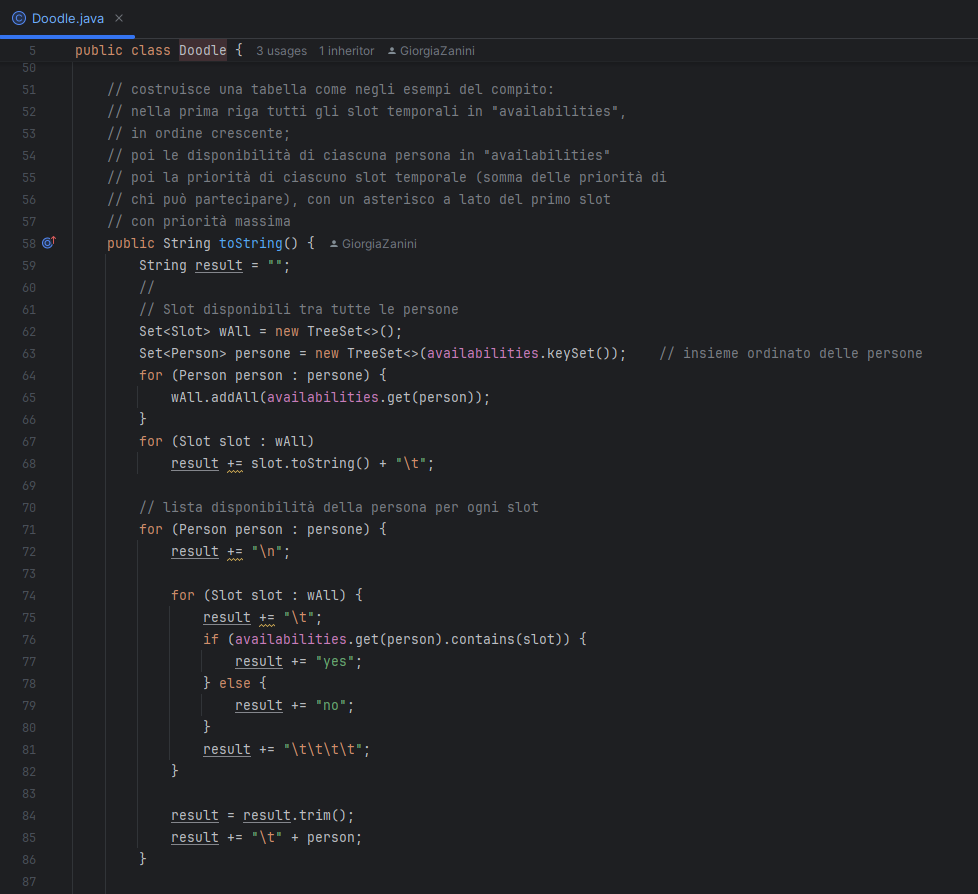 Doodle.java
5 public class Doodle { 3 usages 1 inheritor GiorgiaZanini
50
51 // costruisce una tabella come negli esempi del compito:
52 // nella prima riga tutti gli slot temporali in "availabilities",
53 // in ordine crescente;
54 // poi le disponibilità di ciascuna persona in "availabilities"
55 // poi la priorità di ciascuno slot temporale (somma delle priorità di
56 // chi può partecipare), con un asterisco a lato del primo slot
57 // con priorità massima
58 public String toString() { GiorgiaZanini
59 String result = "";
60 //
61 // Slot disponibili tra tutte le persone
62 Set<Slot> wAll = new TreeSet<>();
63 Set<Person> persone = new TreeSet<>(availabilities.keySet()); // insieme ordinato delle persone
64 for (Person person : persone) {
65 wAll.addAll(availabilities.get(person));
66 }
67 for (Slot slot : wAll)
68 result += slot.toString() + "\t";
69
70 // lista disponibilità della persona per ogni slot
71 for (Person person : persone) {
72 result += "\n";
73
74 for (Slot slot : wAll) {
75 result += "\t";
76 if (availabilities.get(person).contains(slot)) {
77 result += "yes";
78 } else {
79 result += "no";
80 }
81 result += "\t\t\t\t";
82 }
83
84 result = result.trim();
85 result += "\t" + person;
86 }
87